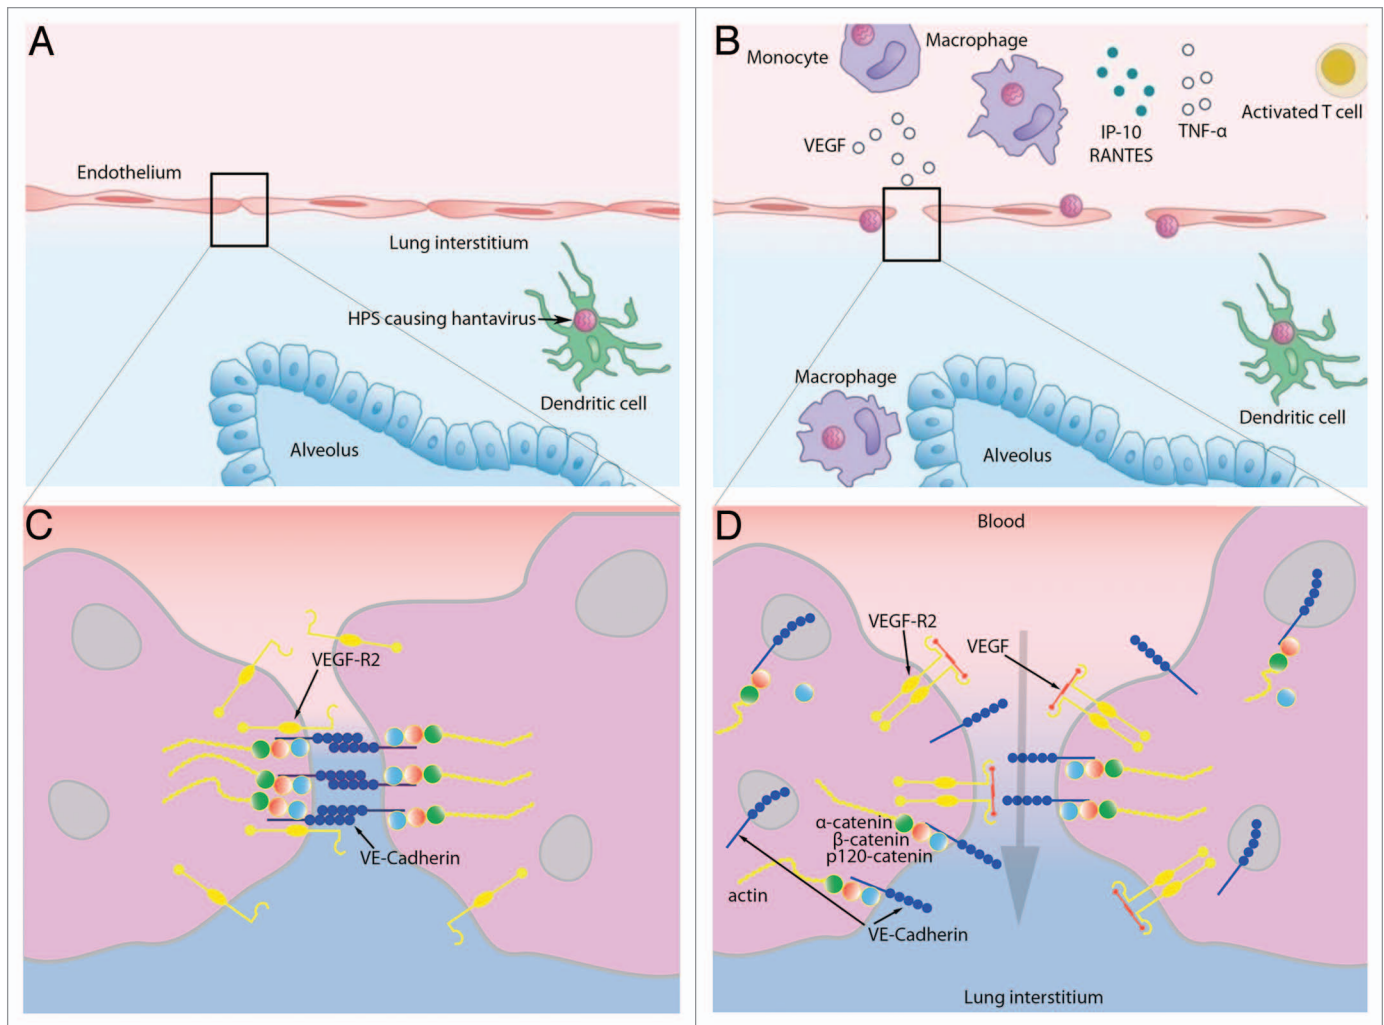 A
Endothelium
Lung interstitium
HPS causing hantavirus
Dendritic cell
Alveolus
B
Monocyte
Macrophage
VEGF
IP-10
RANTES
TNF-α
Activated T cell
Macrophage
Dendritic cell
Alveolus
C
VEGF-R2
VE-Cadherin
D
Blood
VEGF-R2
VEGF
α-catenin
β-catenin
p120-catenin
actin
VE-Cadherin
Lung interstitium